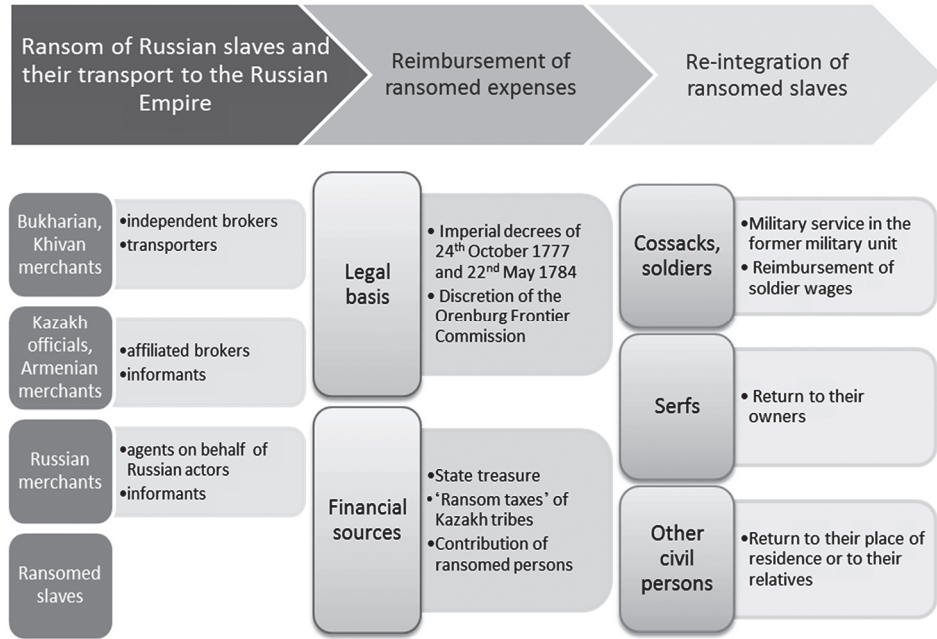 Ransom of Russian slaves and
their transport to the Russian
Empire
Reimbursement of
ransomed expenses
Re-integration of
ransomed slaves
Bukharian,
Khivan
merchants
•independent brokers
•transporters
Kazakh
officials,
Armenian
merchants
•affiliated brokers
•informants
Russian
merchants
•agents on behalf of
Russian actors
•informants
Ransomed
slaves
Legal
basis
• Imperial decrees of
24th October 1777
and 22nd May 1784
• Discretion of the
Orenburg Frontier
Commission
Financial
sources
•State treasure
•'Ransom taxes' of
Kazakh tribes
•Contribution of
ransomed persons
Cossacks,
soldiers
•Military service in the
former military unit
• Reimbursement of
soldier wages
Serfs
• Return to their
owners
Other
civil
persons
•Return to their place of
residence or to their
relatives